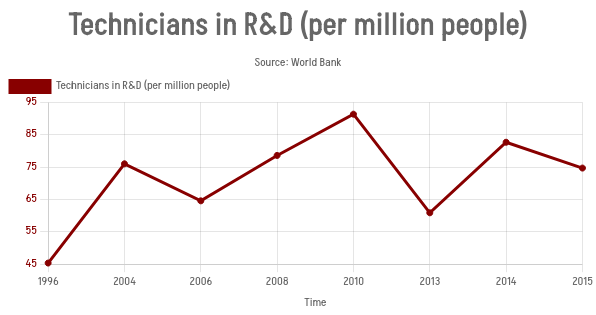 Technicians in R&D (per million people)
Source: World Bank
Technicians in R&D (per million people)
95
85
75
65
55
45
1996 2004 2006 2008 2010 2013 2014 2015
Time